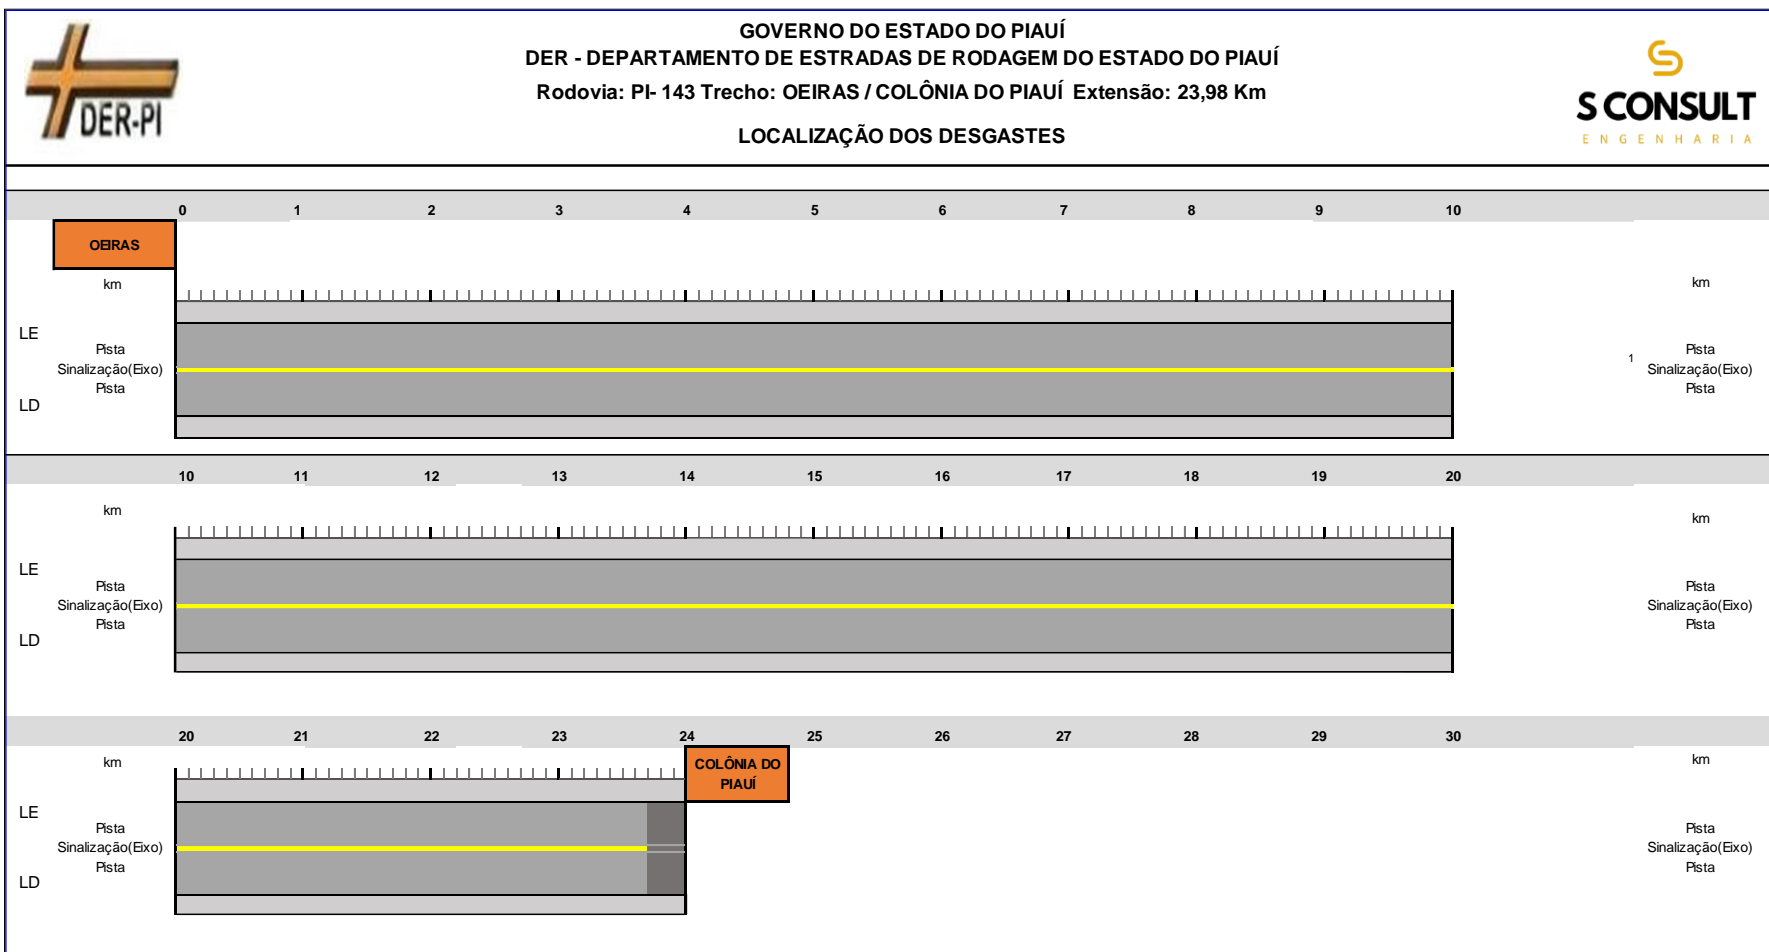 GOVERNO DO ESTADO DO PIAUÍ
DER - DEPARTAMENTO DE ESTRADAS DE RODAGEM DO ESTADO DO PIAUÍ
Rodovia: PI- 143 Trecho: OEIRAS / COLÔNIA DO PIAUÍ Extensão: 23,98 Km
LOCALIZAÇÃO DOS DESGASTES
DER-PI
S CONSULT
ENGENHARIA
0 1 2 3 4 5 6 7 8 9 10
OEIRAS
km km
LE
Pista 1 Pista
Sinalização(Eixo) Sinalização(Eixo)
Pista Pista
LD
10 11 12 13 14 15 16 17 18 19 20
km km
LE
Pista Pista
Sinalização(Eixo) Sinalização(Eixo)
Pista Pista
LD
20 21 22 23 24 25 26 27 28 29 30
km COLÔNIA DO km
PIAUÍ
LE
Pista Pista
Sinalização(Eixo) Sinalização(Eixo)
Pista Pista
LD